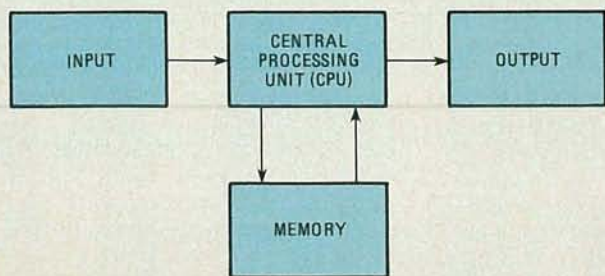 INPUT
CENTRAL
PROCESSING
UNIT (CPU)
OUTPUT
MEMORY